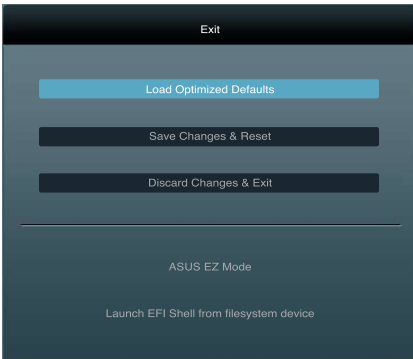 Exit
Load Optimized Defaults
Save Changes & Reset
Discard Changes & Exit
ASUS EZ Mode
Launch EFI Shell from filesystem device